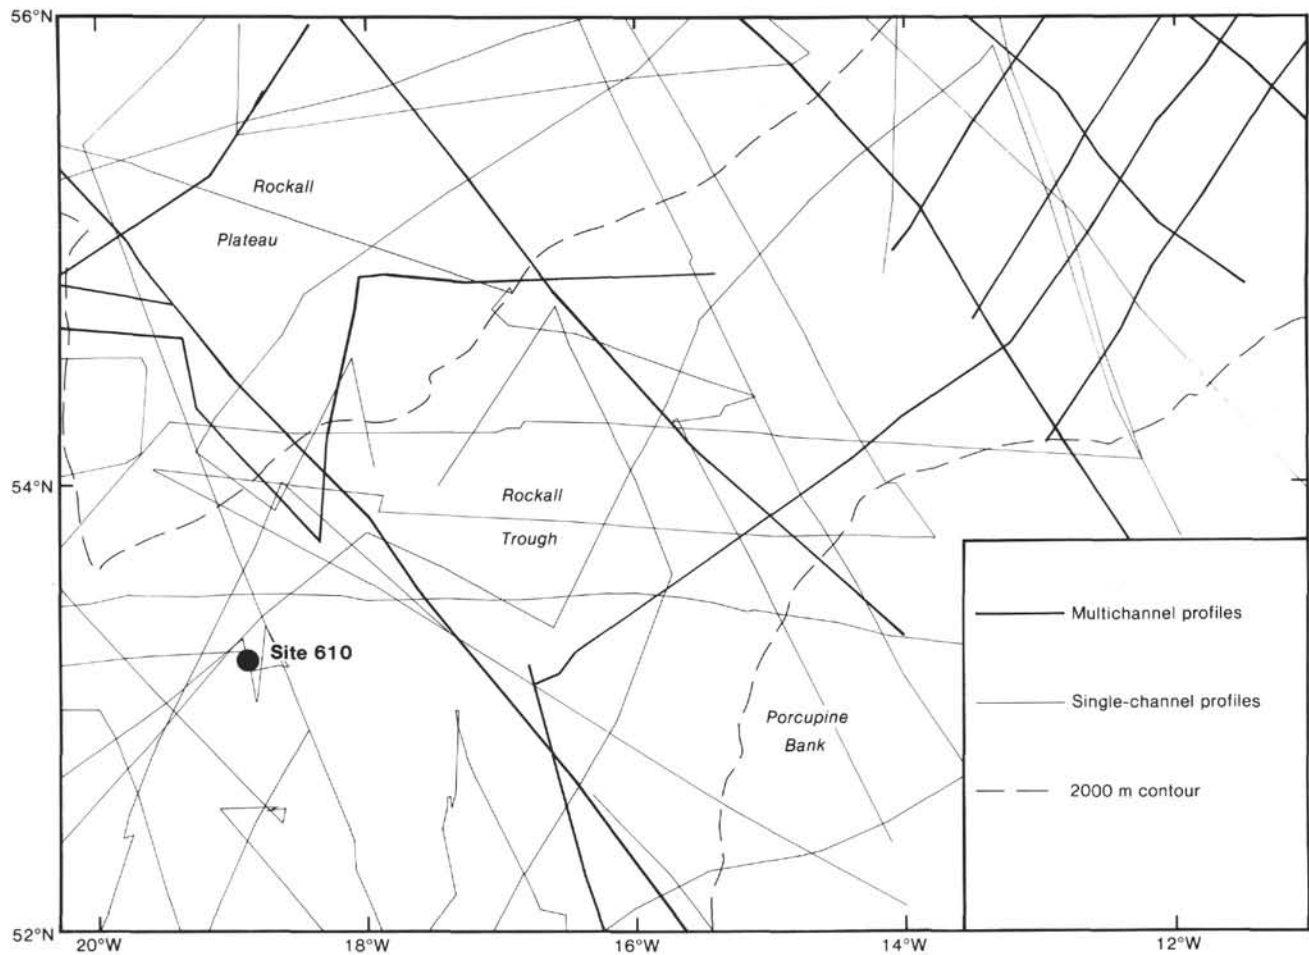 56°N
Rockall
Plateau
54°N
Rockall
Trough
Site 610
Multichannel profiles
Single-channel profiles
Porcupine
Bank
2000 m contour
52°N
20°W
18°W
16°W
14°W
12°W